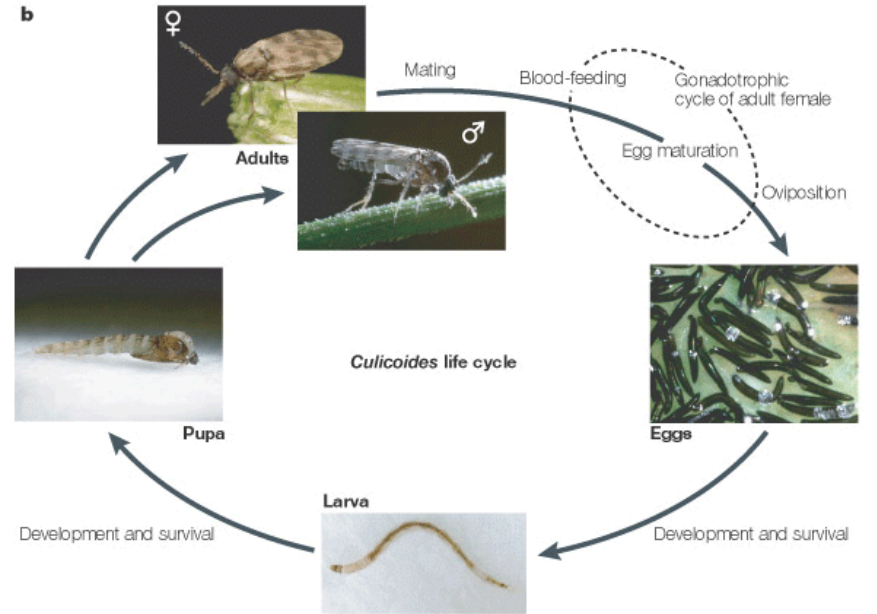 b
♀
Mating
Blood-feeding
Gonadotrophic
cycle of adult female
♂
Adults
Egg maturation
Oviposition
Culicoides life cycle
Pupa
Eggs
Larva
Development and survival
Development and survival